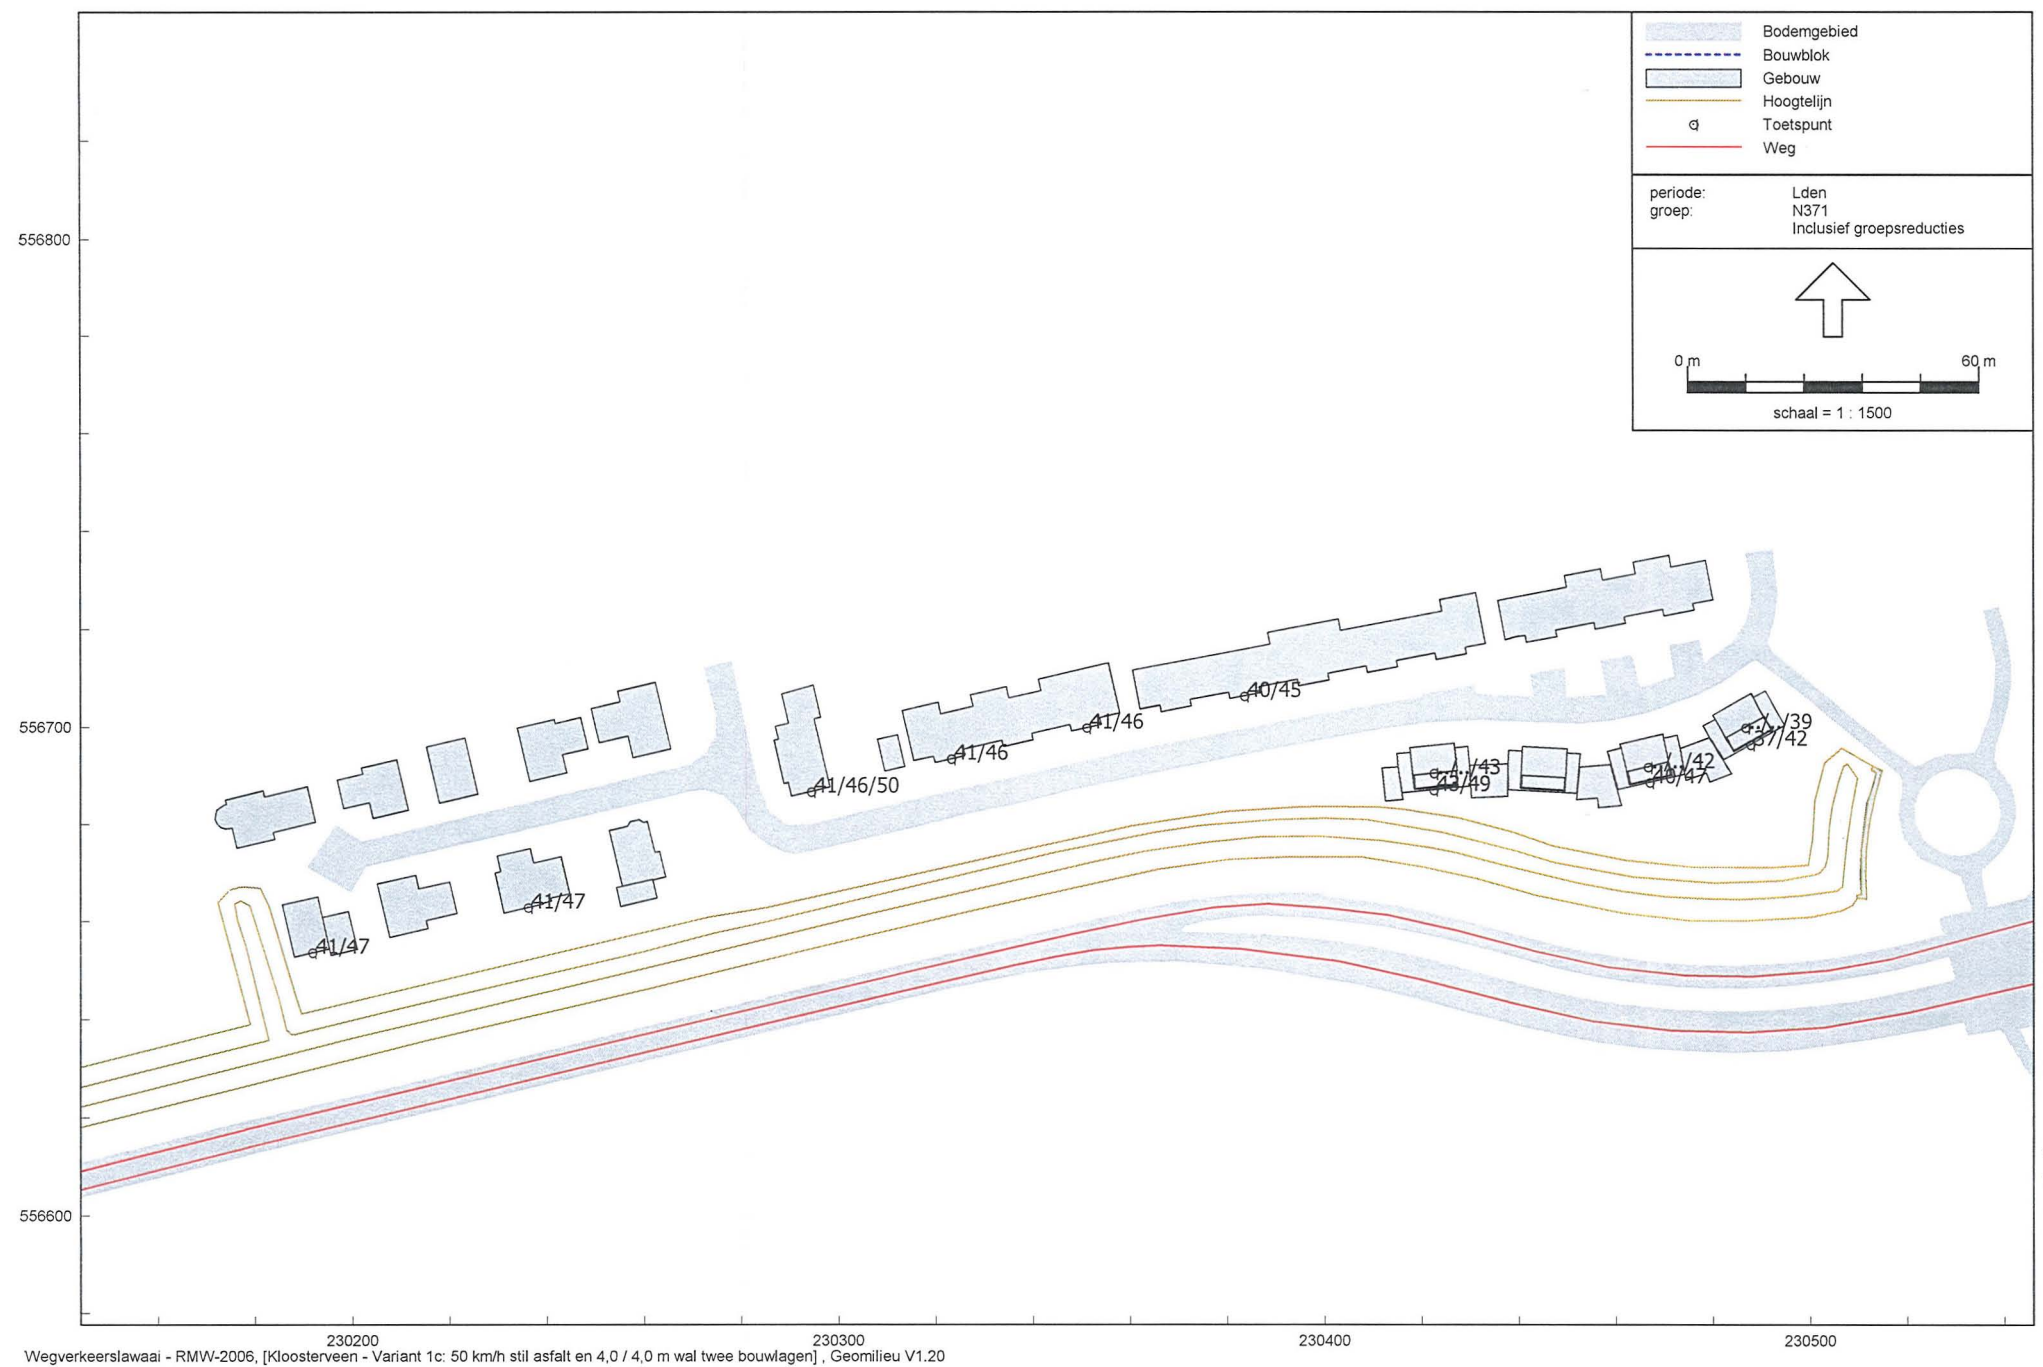 Bodemgebied
Bouwblok
Gebouw
Hoogtelijn
Toetspunt
Weg
periode: Lden
groep: N371
Inclusief groepsreducties
0 m 60 m
schaal = 1 : 1500
556800
556700
556600
40/45
41/46
41/46
41/46/50
../../39
37/42
../../43
43/49
../../42
40/47
41/47
41/47
230200 230300 230400 230500
Wegverkeerslawaai - RMW-2006, [Kloosterveen - Variant 1c: 50 km/h stil asfalt en 4,0 / 4,0 m wal twee bouwlagen] , Geomilieu V1.20